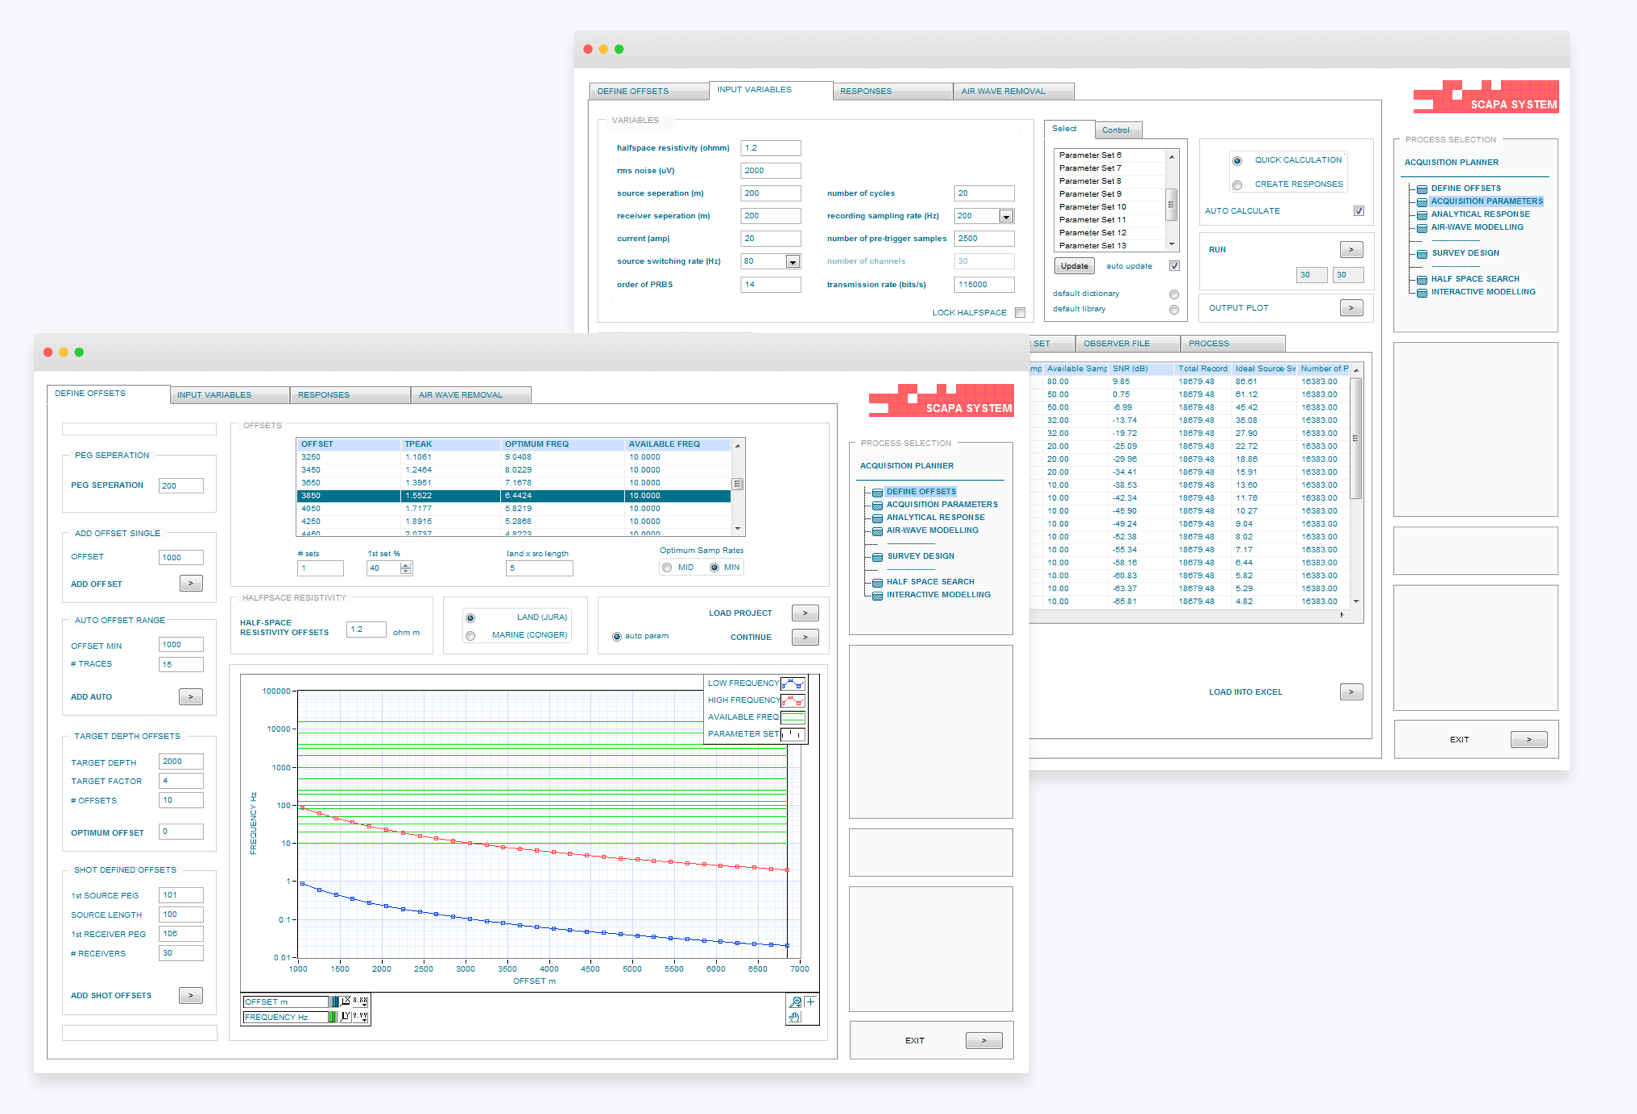 DEFINE OFFSETS INPUT VARIABLES RESPONSES AIR WAVE REMOVAL
SCAPA SYSTEM
VARIABLES
halfspace resistivity (ohmm) 1.2
rms noise (uV) 2000
source seperation (m) 200 number of cycles 20
receiver seperation (m) 200 recording sampling rate (Hz) 200
current (amp) 20 number of pre-trigger samples 2500
source switching rate (Hz) 80 number of channels 30
order of PRBS 14 transmission rate (bits/s) 115000
LOCK HALFSPACE
Select Control
Parameter Set 6
Parameter Set 7
Parameter Set 8
Parameter Set 9
Parameter Set 10
Parameter Set 11
Parameter Set 12
Parameter Set 13
Update auto update
default dictionary
default library
QUICK CALCULATION
CREATE RESPONSES
AUTO CALCULATE
RUN >
30 30
OUTPUT PLOT >
PROCESS SELECTION
ACQUISITION PLANNER
DEFINE OFFSETS
ACQUISITION PARAMETERS
ANALYTICAL RESPONSE
AIR-WAVE MODELLING
--------------------
SURVEY DESIGN
--------------------
HALF SPACE SEARCH
INTERACTIVE MODELLING
SET OBSERVER FILE PROCESS
mp Available Samp SNR (dB) Total Record Ideal Source Sw Number of P
80.00 9.85 18679.48 86.61 16383.00
50.00 0.75 18679.48 61.12 16383.00
50.00 -6.99 18679.48 45.42 16383.00
32.00 -13.74 18679.48 35.08 16383.00
32.00 -19.72 18679.48 27.90 16383.00
20.00 -25.09 18679.48 22.72 16383.00
20.00 -29.96 18679.48 18.86 16383.00
20.00 -34.41 18679.48 15.91 16383.00
10.00 -38.53 18679.48 13.60 16383.00
10.00 -42.34 18679.48 11.76 16383.00
10.00 -45.90 18679.48 10.27 16383.00
10.00 -49.24 18679.48 9.04 16383.00
10.00 -52.38 18679.48 8.02 16383.00
10.00 -55.34 18679.48 7.17 16383.00
10.00 -58.16 18679.48 6.44 16383.00
10.00 -60.83 18679.48 5.82 16383.00
10.00 -63.37 18679.48 5.29 16383.00
10.00 -65.81 18679.48 4.82 16383.00
LOAD INTO EXCEL >
EXIT >
DEFINE OFFSETS INPUT VARIABLES RESPONSES AIR WAVE REMOVAL
SCAPA SYSTEM
PEG SEPERATION
PEG SEPERATION 200
ADD OFFSET SINGLE
OFFSET 1000
ADD OFFSET >
AUTO OFFSET RANGE
OFFSET MIN 1000
# TRACES 15
ADD AUTO >
TARGET DEPTH OFFSETS
TARGET DEPTH 2000
TARGET FACTOR 4
# OFFSETS 10
OPTIMUM OFFSET 0
SHOT DEFINED OFFSETS
1st SOURCE PEG 101
SOURCE LENGTH 100
1st RECEIVER PEG 106
# RECEIVERS 30
ADD SHOT OFFSETS >
OFFSETS
OFFSET TPEAK OPTIMUM FREQ AVAILABLE FREQ
3250 1.1061 9.0408 10.0000
3450 1.2464 8.0229 10.0000
3650 1.3951 7.1678 10.0000
3850 1.5522 6.4424 10.0000
4050 1.7177 5.8219 10.0000
4250 1.8915 5.2868 10.0000
4450 2.0737 4.8223 10.0000
# sets 1st set % land x src length Optimum Samp Rates
1 40 5 MID MIN
HALFPSACE RESISTIVITY
HALF-SPACE
RESISTIVITY OFFSETS 1.2 ohm m
LAND (JURA)
MARINE (CONGER)
LOAD PROJECT >
auto param CONTINUE >
LOW FREQUENCY
HIGH FREQUENCY
AVAILABLE FREQ
PARAMETER SET
FREQUENCY Hz
100000
10000
1000
100
10
1
0.1
0.01
1000 1500 2000 2500 3000 3500 4000 4500 5000 5500 6000 6500 7000
OFFSET m
OFFSET m X X.XX
FREQUENCY Hz Y Y.YY
PROCESS SELECTION
ACQUISITION PLANNER
DEFINE OFFSETS
ACQUISITION PARAMETERS
ANALYTICAL RESPONSE
AIR-WAVE MODELLING
--------------------
SURVEY DESIGN
--------------------
HALF SPACE SEARCH
INTERACTIVE MODELLING
EXIT >